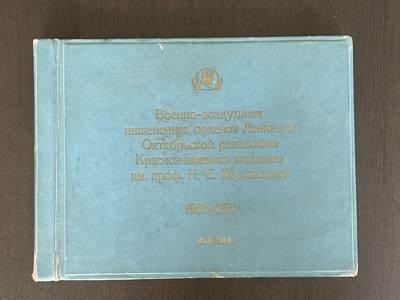 Военно-воздушная
инженерная орденов Ленина и
Октябрьской революции
Краснознаменная академия
им. проф. Н. Е. Жуковского